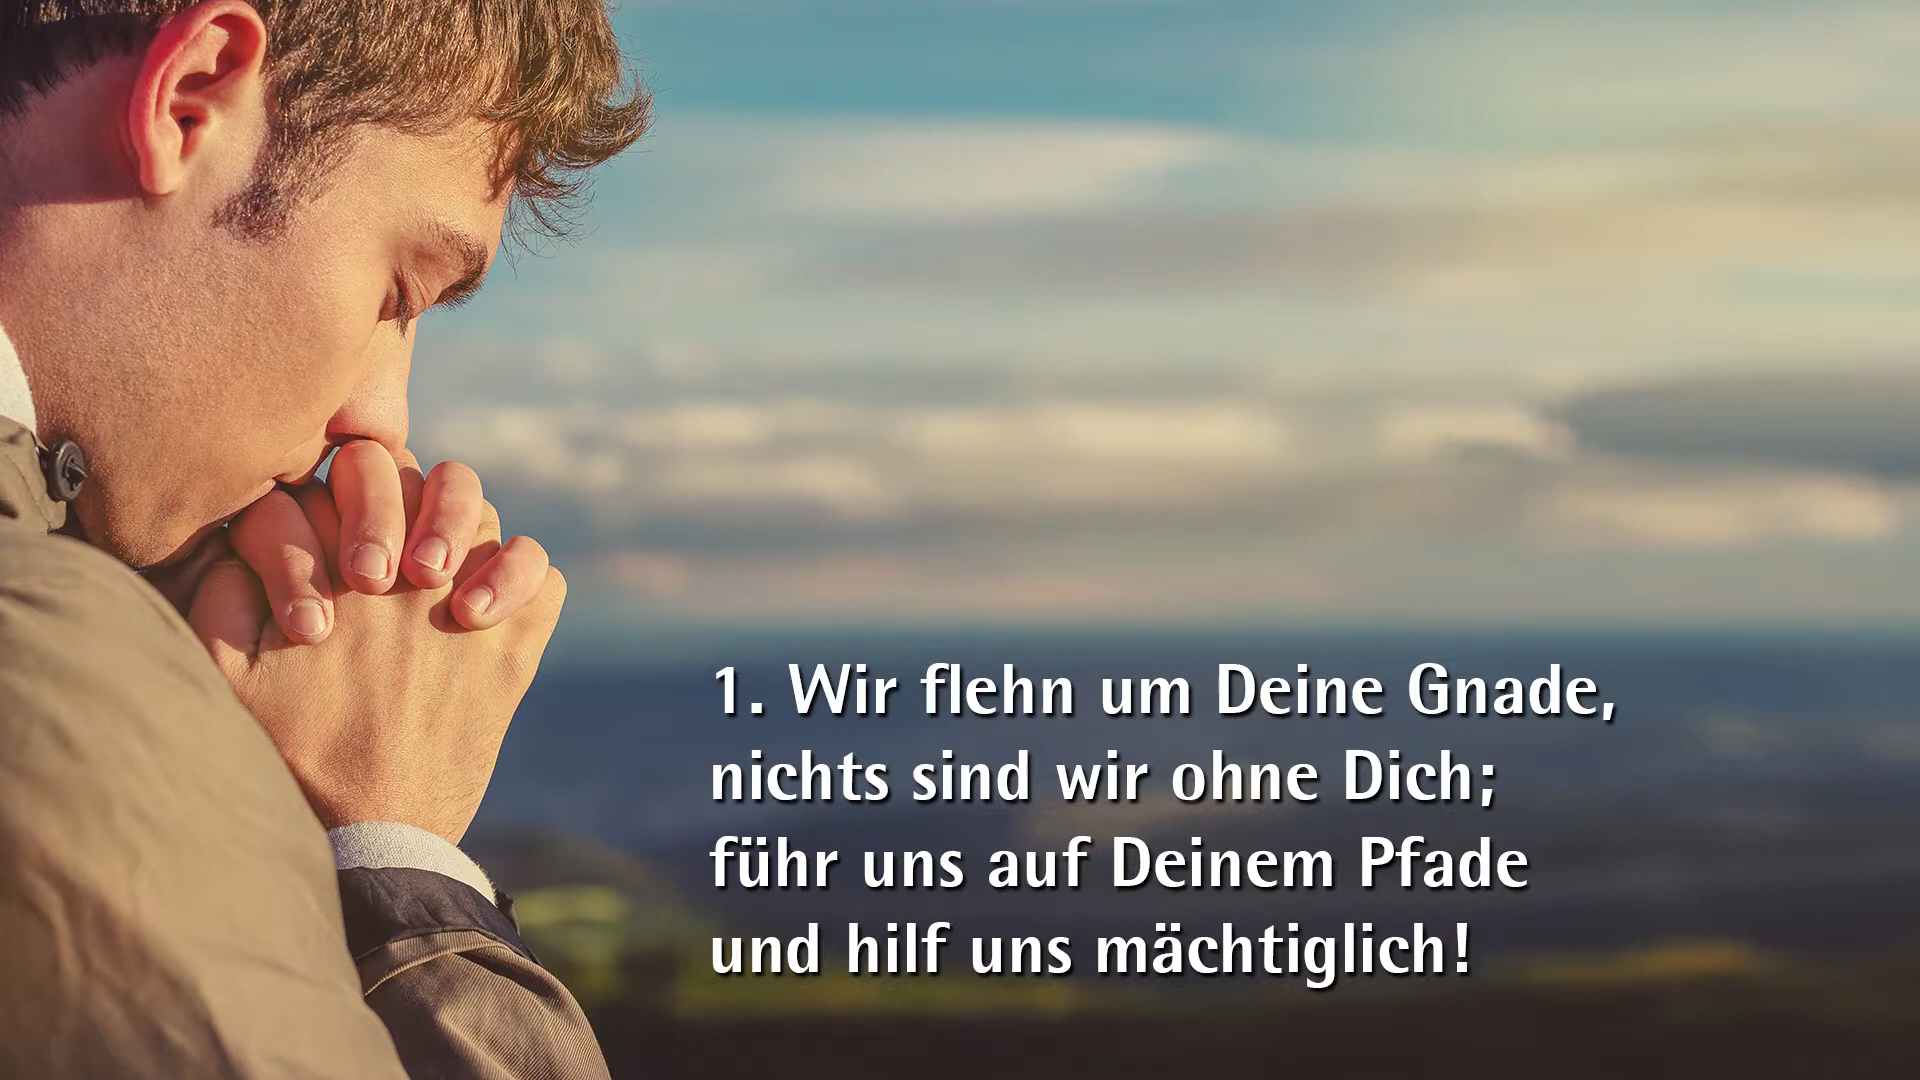 1. Wir flehn um Deine Gnade,
nichts sind wir ohne Dich;
führ uns auf Deinem Pfade
und hilf uns mächtiglich!